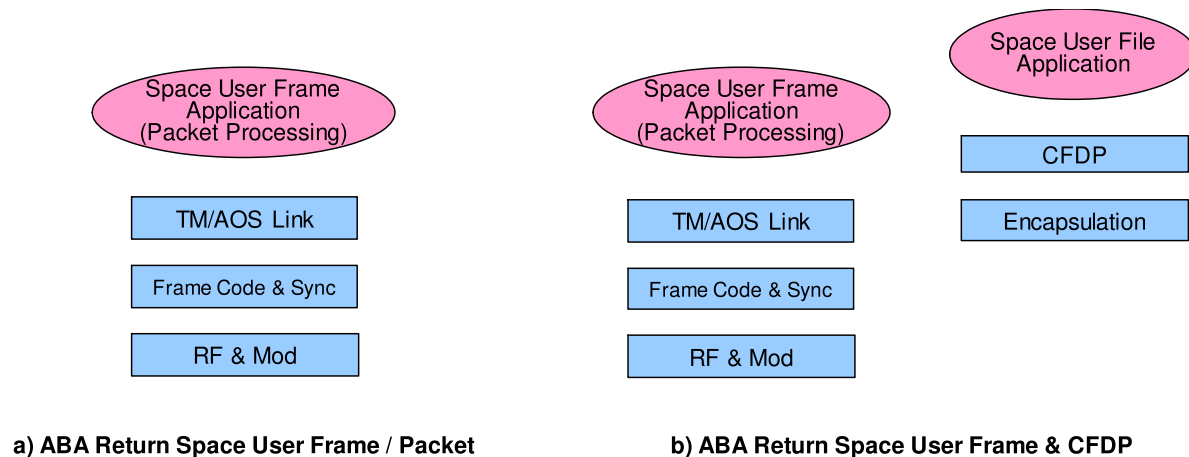 Space User Frame
Application
(Packet Processing)
TM/AOS Link
Frame Code & Sync
RF & Mod
a) ABA Return Space User Frame / Packet
Space User Frame
Application
(Packet Processing)
TM/AOS Link
Frame Code & Sync
RF & Mod
Space User File
Application
CFDP
Encapsulation
b) ABA Return Space User Frame & CFDP